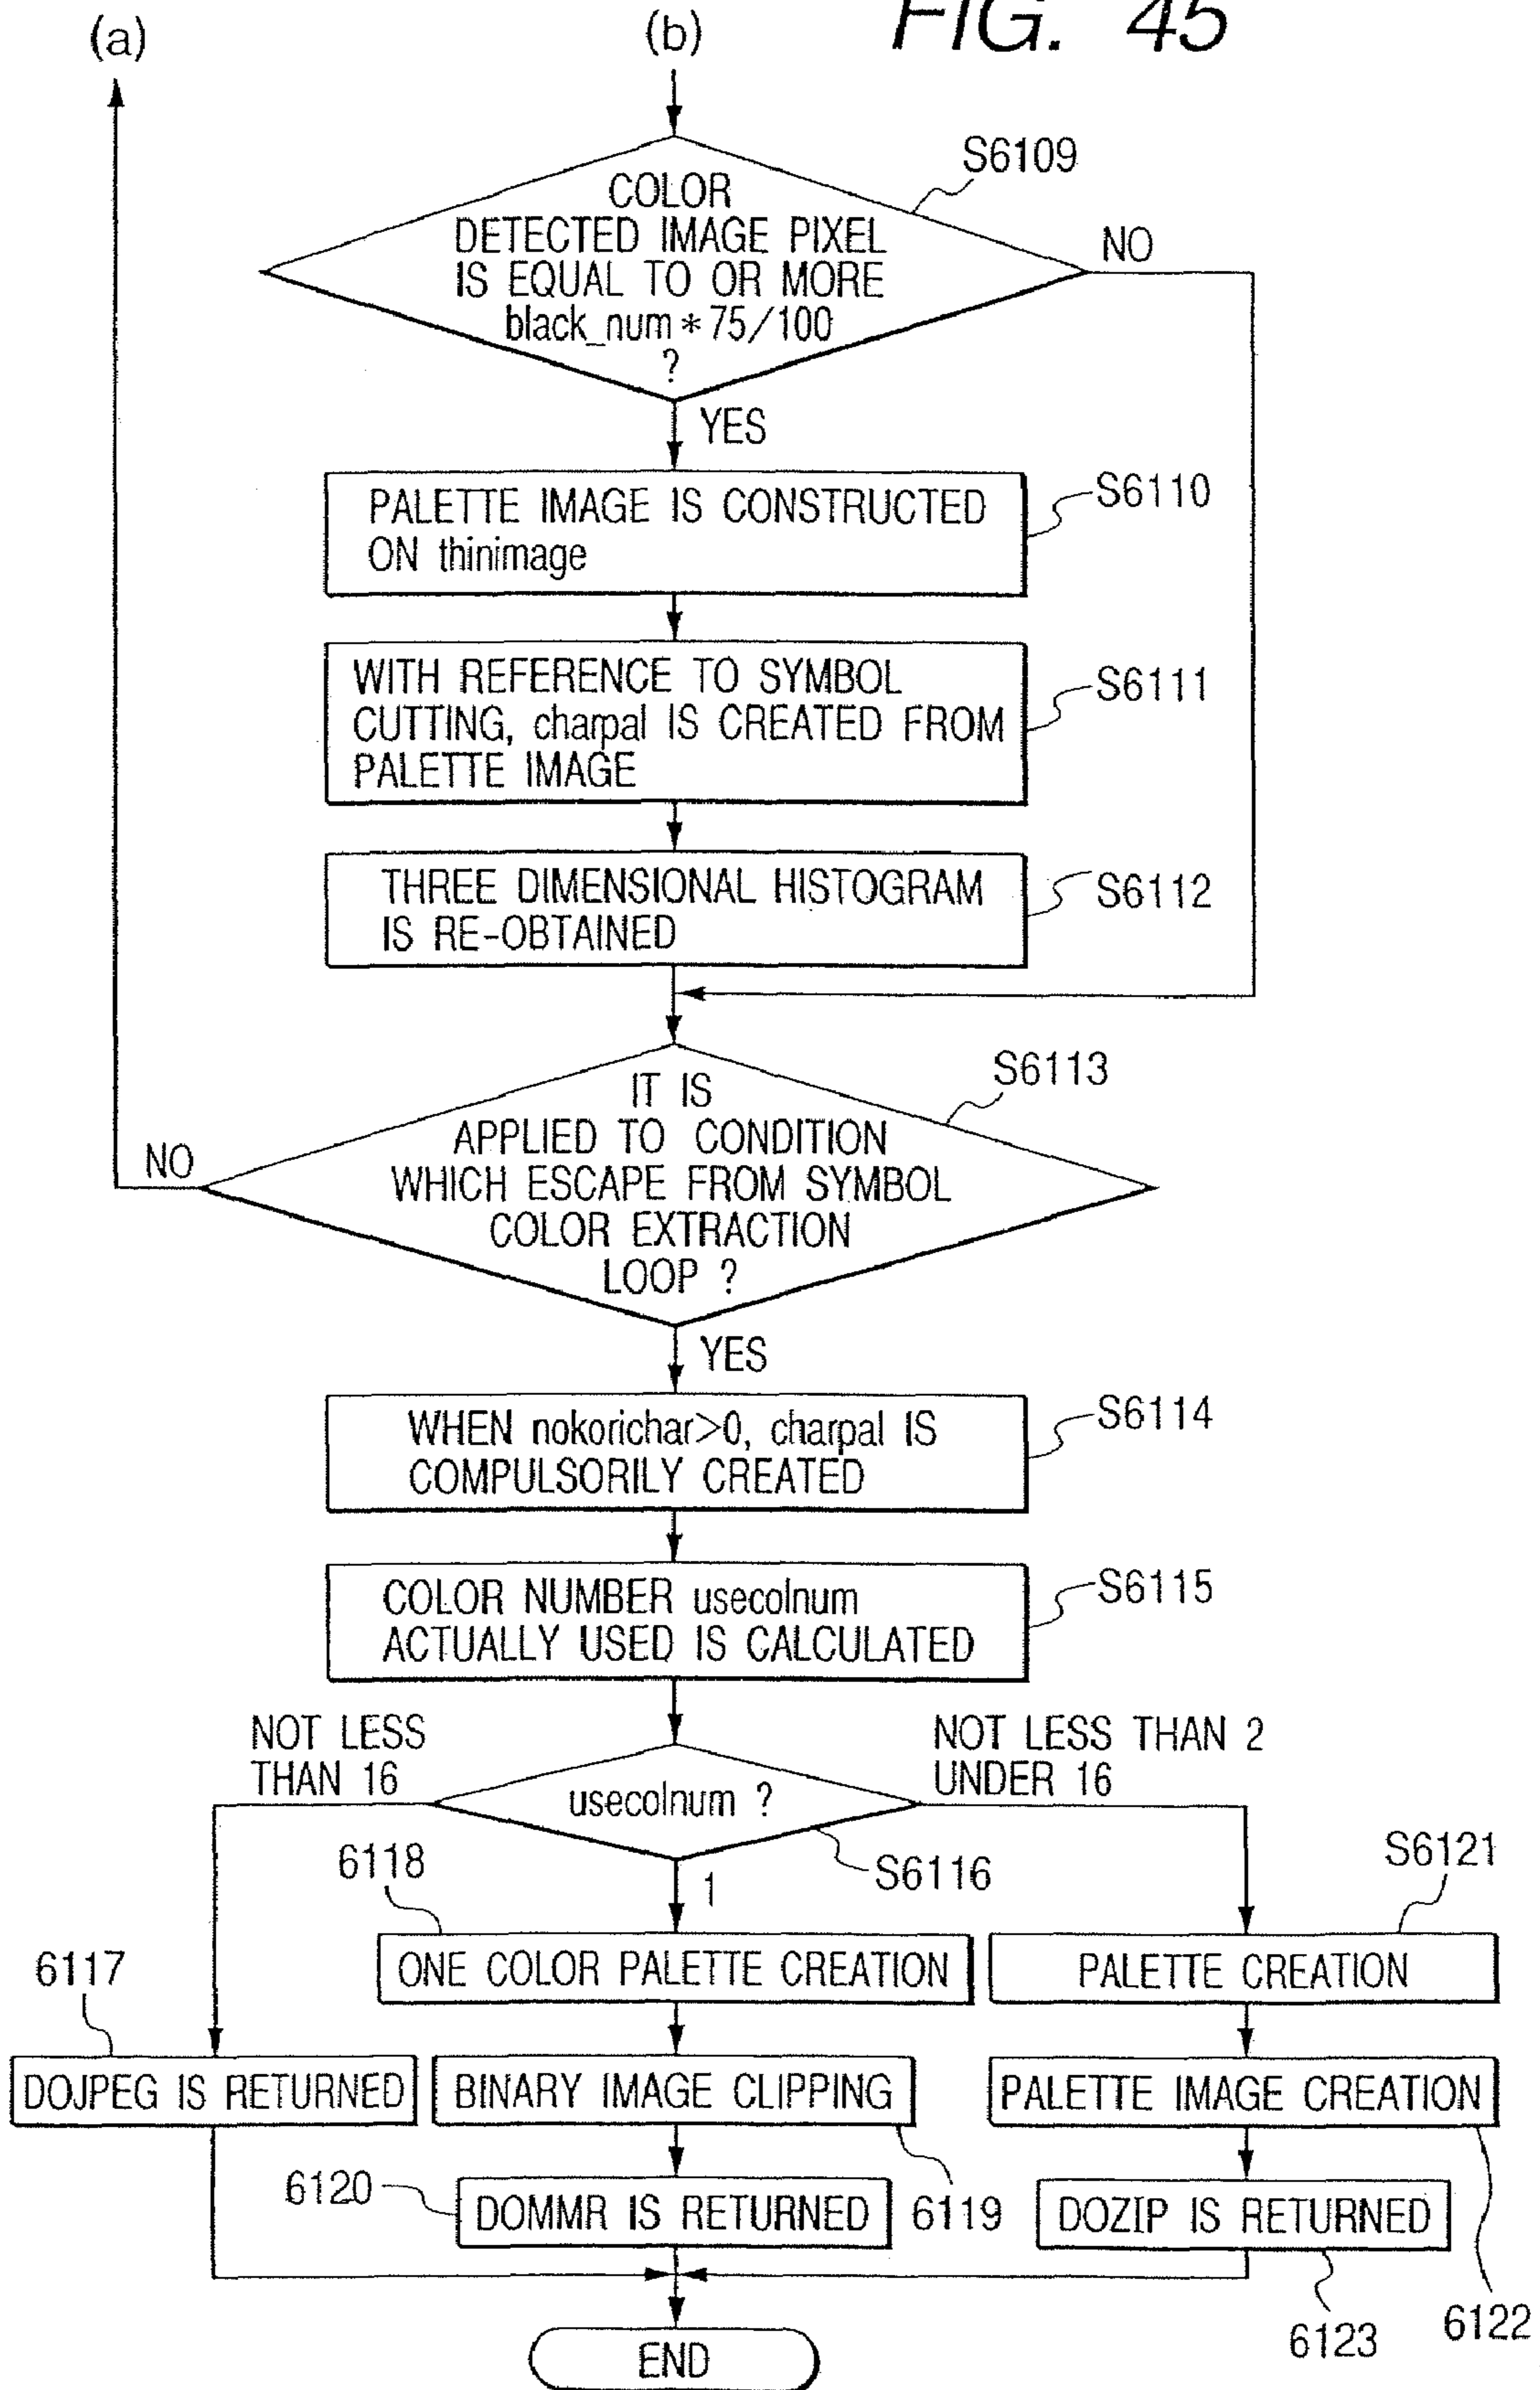 FIG. 45
(a)
(b)
S6109
COLOR
DETECTED IMAGE PIXEL
IS EQUAL TO OR MORE
black_num * 75/100
?
NO
YES
PALETTE IMAGE IS CONSTRUCTED
ON thinimage
S6110
WITH REFERENCE TO SYMBOL
CUTTING, charpal IS CREATED FROM
PALETTE IMAGE
S6111
THREE DIMENSIONAL HISTOGRAM
IS RE-OBTAINED
S6112
S6113
IT IS
APPLIED TO CONDITION
WHICH ESCAPE FROM SYMBOL
COLOR EXTRACTION
LOOP ?
NO
YES
WHEN nokorichar>0, charpal IS
COMPULSORILY CREATED
S6114
COLOR NUMBER usecolnum
ACTUALLY USED IS CALCULATED
S6115
NOT LESS
THAN 16
NOT LESS THAN 2
UNDER 16
usecolnum ?
S6116
1
6118
S6121
ONE COLOR PALETTE CREATION
PALETTE CREATION
6117
DOJPEG IS RETURNED
BINARY IMAGE CLIPPING
PALETTE IMAGE CREATION
6120
DOMMR IS RETURNED
6119
DOZIP IS RETURNED
6123
6122
END